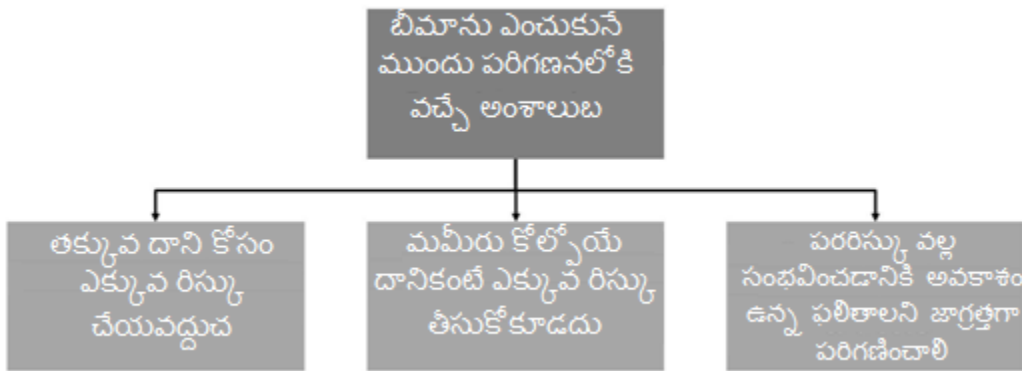 బీమాను ఎంచుకునే
ముందు పరిగణనలోకి
వచ్చే అంశాలుబ
తక్కువ దాని కోసం
ఎక్కువ రిస్కు
చేయవద్దుచ
మమీరు కోల్పోయే
దానికంటే ఎక్కువ రిస్కు
తీసుకోకూడదు
పరరిస్కు వల్ల
సంభవించడానికి అవకాశం
ఉన్న ఫలితాలని జాగ్రత్తగా
పరిగణించాలి